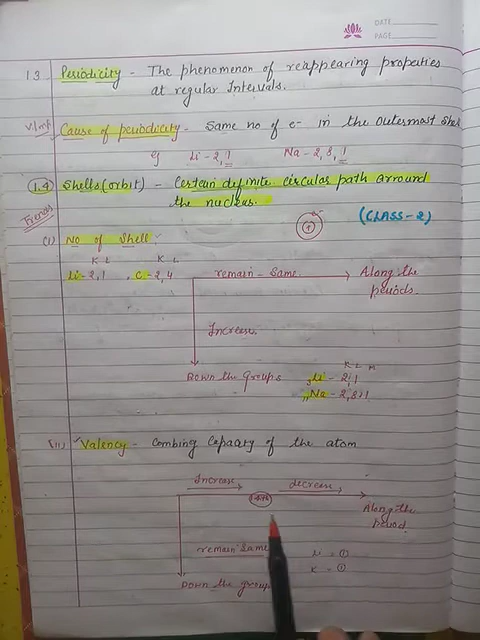 DATE
PAGE
1.3 Periodicity - The phenomenon of reappearing properties
at regular Intervals.
V.Imp Cause of periodicity - Same no of e- in the outermost Shell
eg Li - 2,1 Na - 2,8,1
1.4 Shells (orbit) - Certain definite circular path arround
the nucleus.
Trends
+ e-
(CLASS-2)
(i) No of Shell:
K L K L
Li - 2,1 , C - 2,4
remain - Same
Along the
periods.
Increase.
K L M
Down the Groups Li - 2,1
Na - 2,8,1
(ii) Valency - Combing Capacity of the atom
Increase decrease
Along the
period.
remain Same
Down the group
K = 1